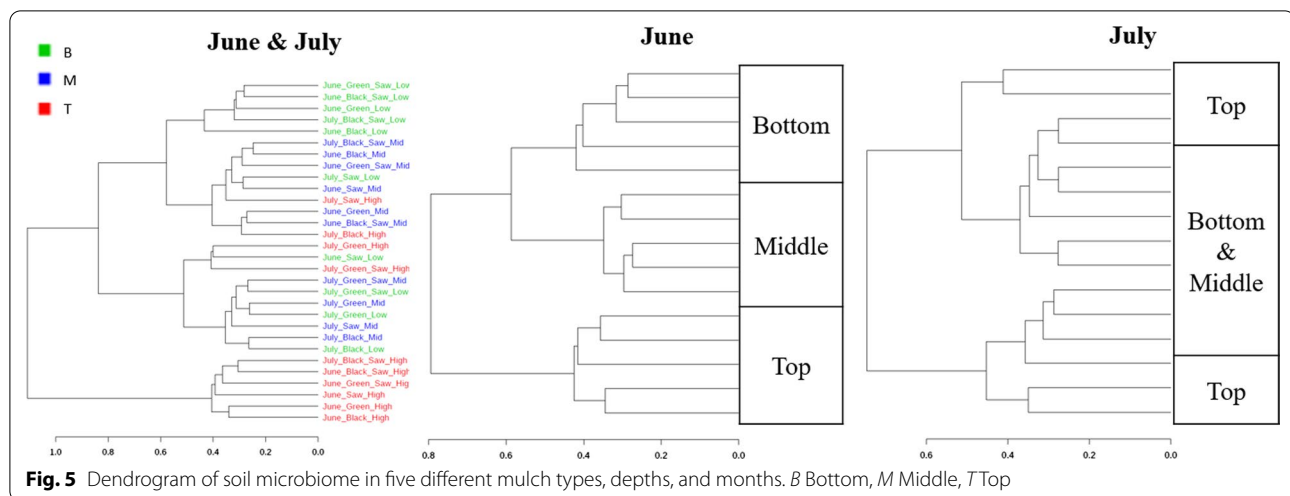 June & July
B
M
T
June_Green_Saw_Low
June_Black_Saw_Low
June_Green_Low
July_Black_Saw_Low
June_Black_Low
July_Black_Saw_Mid
June_Black_Mid
June_Green_Saw_Mid
July_Saw_Low
June_Saw_Mid
July_Saw_High
June_Green_Mid
June_Black_Saw_Mid
July_Black_High
July_Green_High
June_Saw_Low
July_Green_Saw_High
July_Green_Saw_Mid
July_Green_Saw_Low
July_Green_Mid
July_Green_Low
July_Saw_Mid
July_Black_Mid
July_Black_Low
July_Black_Saw_High
June_Black_Saw_High
June_Green_Saw_Hig
June_Saw_High
June_Green_High
June_Black_High
1.0 0.8 0.6 0.4 0.2 0.0
June
Bottom
Middle
Top
0.8 0.6 0.4 0.2 0.0
July
Top
Bottom
&
Middle
Top
0.6 0.4 0.2 0.0
Fig. 5 Dendrogram of soil microbiome in five different mulch types, depths, and months. B Bottom, M Middle, T Top